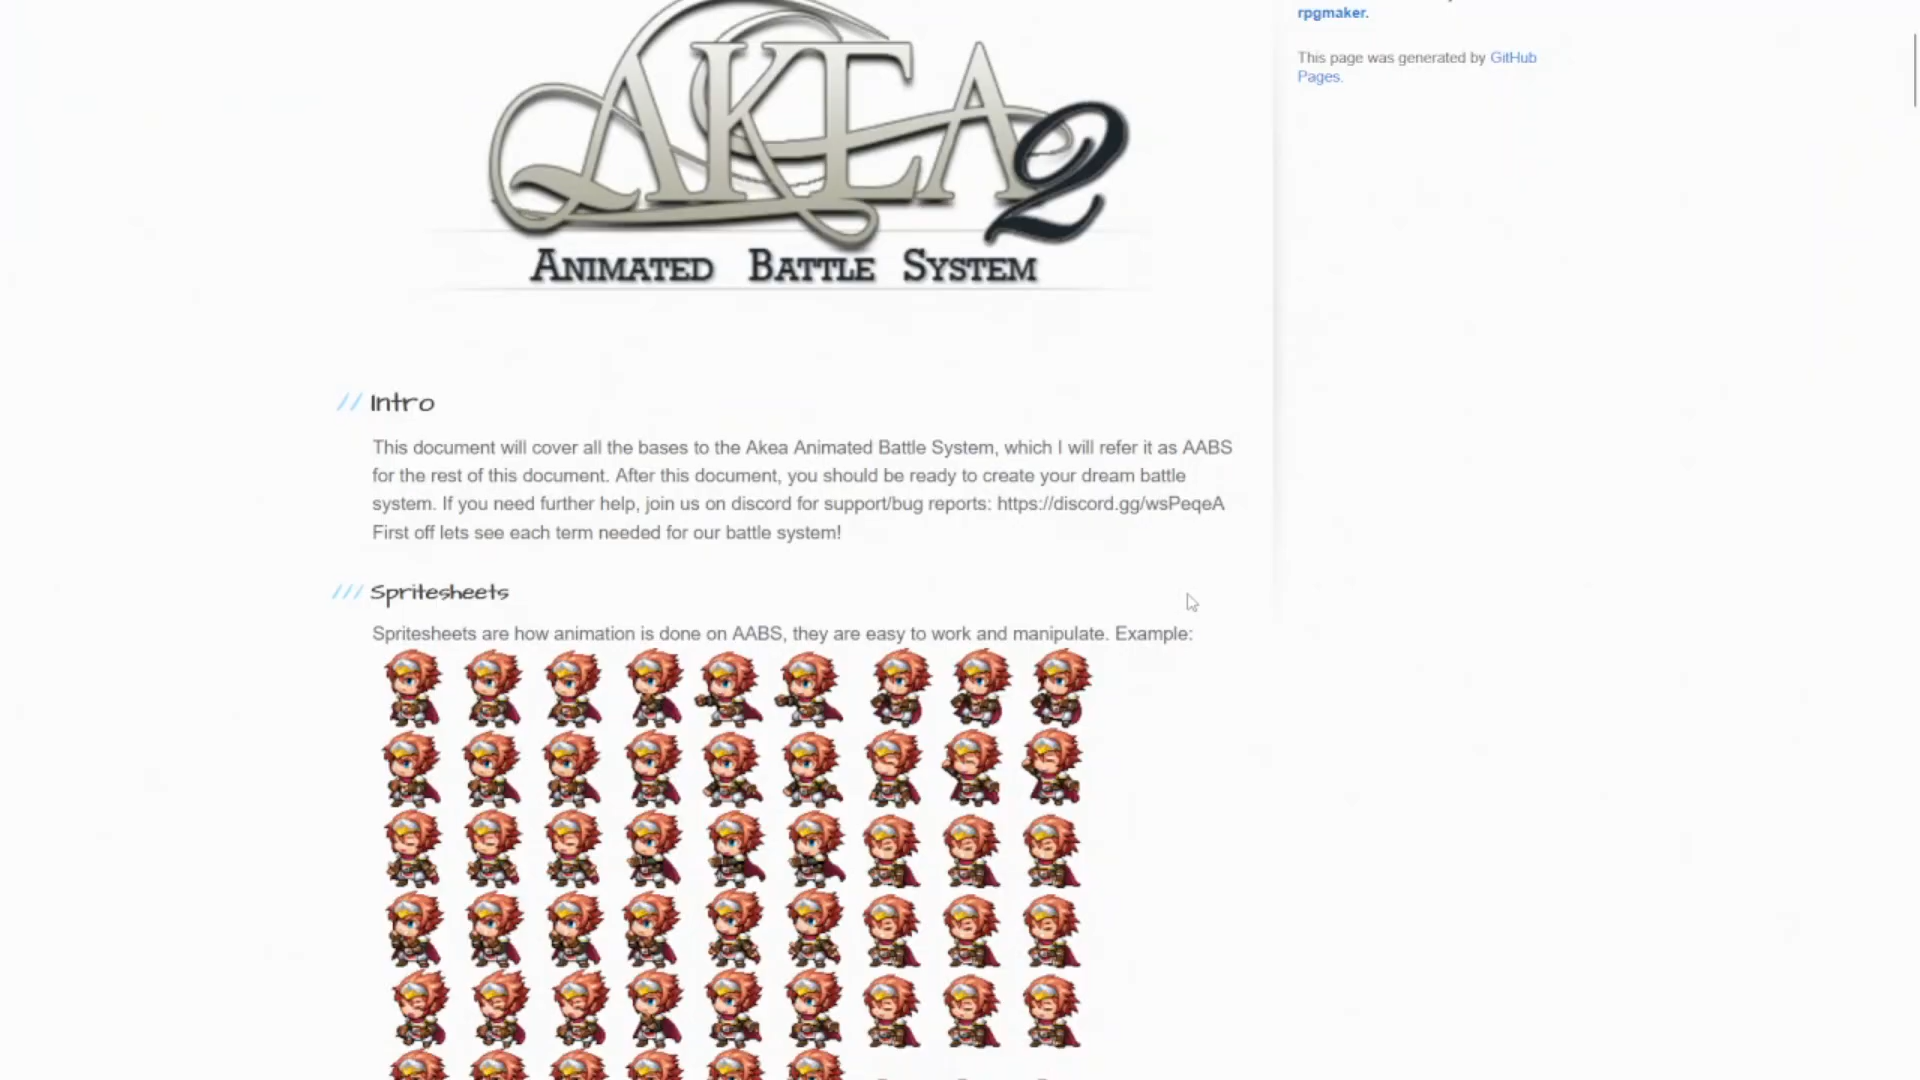 rpgmaker.
This page was generated by GitHub
Pages.
AKEA 2
ANIMATED BATTLE SYSTEM
// Intro
This document will cover all the bases to the Akea Animated Battle System, which I will refer it as AABS
for the rest of this document. After this document, you should be ready to create your dream battle
system. If you need further help, join us on discord for support/bug reports: https://discord.gg/wsPeqeA
First off lets see each term needed for our battle system!
/// Spritesheets
Spritesheets are how animation is done on AABS, they are easy to work and manipulate. Example: